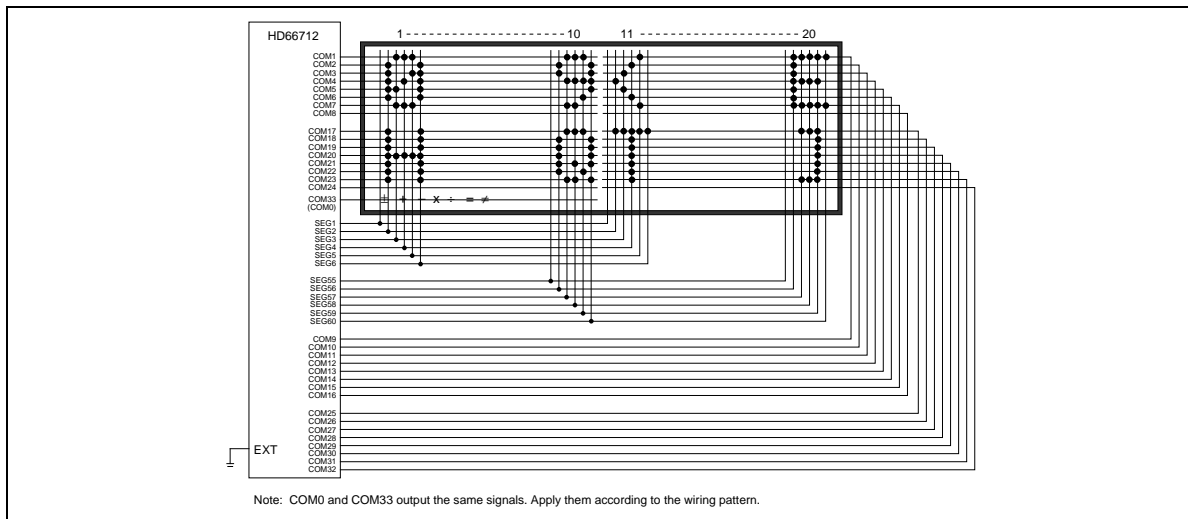 HD66712
1 - - - - - - - - - - - - - - - - - - - - - - 10 11 - - - - - - - - - - - - - - - - - - - - - - - - 20
COM1
COM2
COM3
COM4
COM5
COM6
COM7
COM8
COM17
COM18
COM19
COM20
COM21
COM22
COM23
COM24
COM33
(COM0)
± + − x ÷ = ≠
SEG1
SEG2
SEG3
SEG4
SEG5
SEG6
SEG55
SEG56
SEG57
SEG58
SEG59
SEG60
COM9
COM10
COM11
COM12
COM13
COM14
COM15
COM16
COM25
COM26
COM27
COM28
COM29
COM30
COM31
COM32
EXT
Note: COM0 and COM33 output the same signals. Apply them according to the wiring pattern.